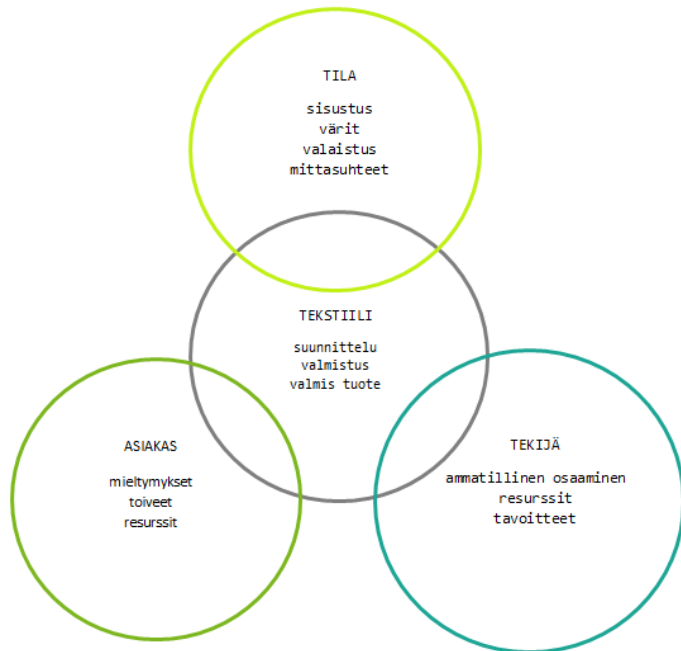 TILA
sisustus
värit
valaistus
mittasuhteet
TEKSTIILI
suunnittelu
valmistus
valmis tuote
ASIAKAS
mieltymykset
toiveet
resurssit
TEKIJÄ
ammatillinen osaaminen
resurssit
tavoitteet